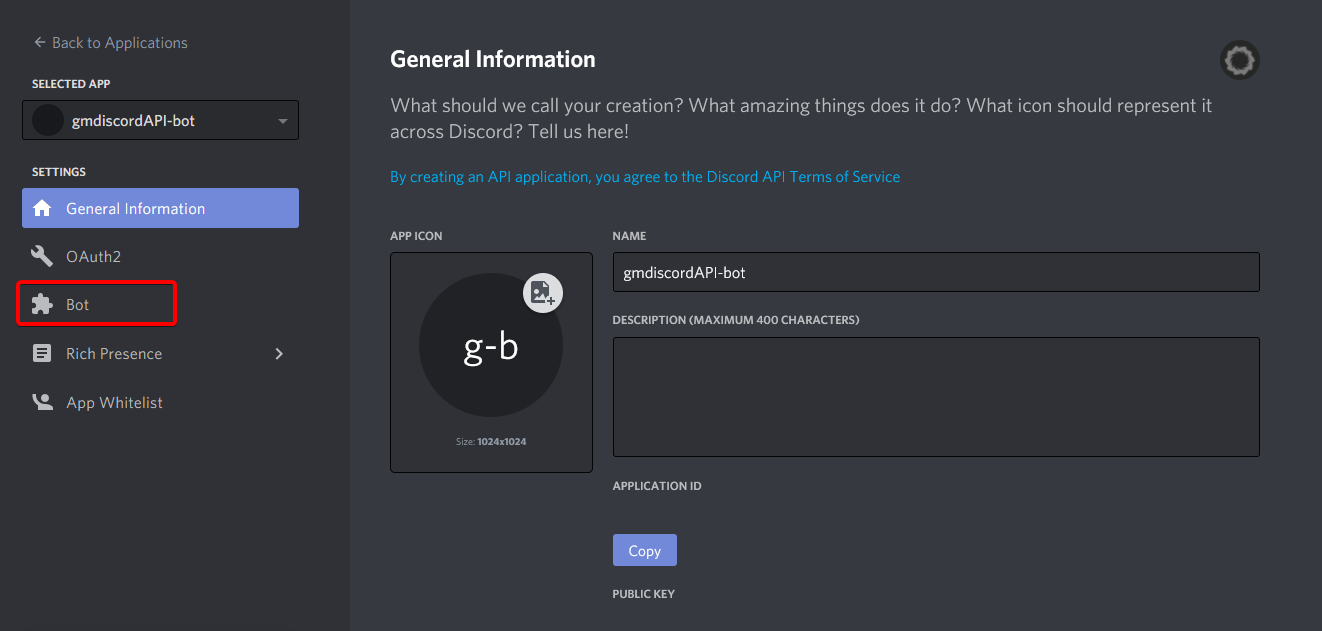 Back to Applications
SELECTED APP
gmdiscordAPI-bot
SETTINGS
General Information
OAuth2
Bot
Rich Presence
App Whitelist
General Information
What should we call your creation? What amazing things does it do? What icon should represent it
across Discord? Tell us here!
By creating an API application, you agree to the Discord API Terms of Service
APP ICON
g-b
Size: 1024x1024
NAME
gmdiscordAPI-bot
DESCRIPTION (MAXIMUM 400 CHARACTERS)
APPLICATION ID
Copy
PUBLIC KEY